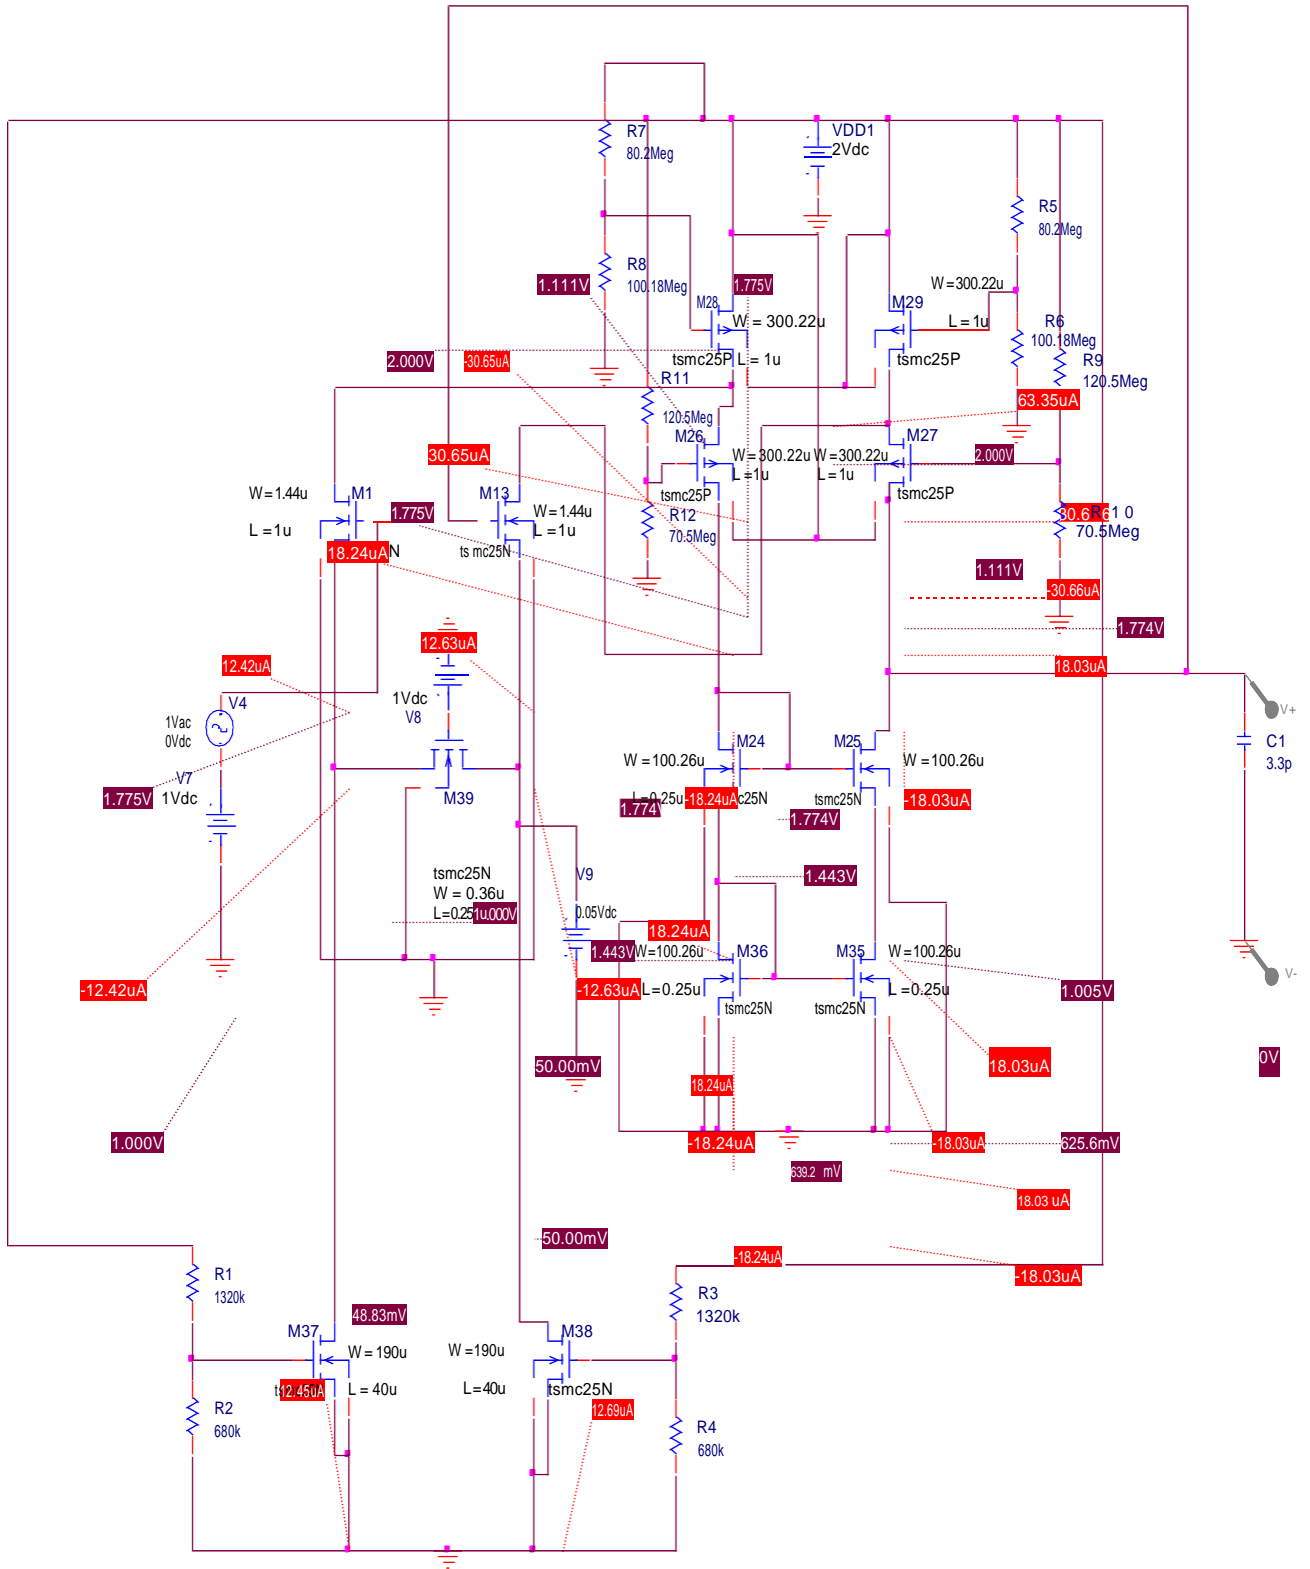 R7
80.2Meg
VDD1
2Vdc
R5
80.2Meg
R8
100.18Meg
1.111V
1.775V
M28
W = 300.22u
tsmc25P
L = 1u
W = 300.22u
M29
L = 1u
tsmc25P
R6
100.18Meg
R9
120.5Meg
2.000V
-30.65uA
R11
120.5Meg
63.35uA
M26
W = 300.22u
L = 1u
tsmc25P
W = 300.22u
L = 1u
M27
tsmc25P
2.000V
30.65uA
W = 1.44u
M1
L = 1u
1.775V
M13
W = 1.44u
L = 1u
tsmc25N
18.24uA
N
R12
70.5Meg
R10
70.5Meg
1.111V
-30.66uA
1.774V
18.03uA
12.63uA
12.42uA
1Vdc
V8
V4
1Vac
0Vdc
V7
1Vdc
1.775V
M39
M24
W = 100.26u
L = 0.25u
1.774
-18.24uA
c25N
M25
W = 100.26u
tsmc25N
-18.03uA
1.774V
V+
C1
3.3p
V-
0V
tsmc25N
W = 0.36u
L = 0.25u
1.000V
V9
0.05Vdc
1.443V
18.24uA
1.443V
W = 100.26u
M36
L = 0.25u
tsmc25N
M35
W = 100.26u
L = 0.25u
tsmc25N
1.005V
-12.42uA
-12.63uA
50.00mV
18.03uA
18.24uA
1.000V
-18.24uA
-18.03uA
625.6mV
639.2 mV
18.03 uA
50.00mV
-18.24uA
-18.03uA
R1
1320k
R3
1320k
48.83mV
M37
W = 190u
L = 40u
12.45uA
M38
W = 190u
L = 40u
tsmc25N
12.69uA
R2
680k
R4
680k